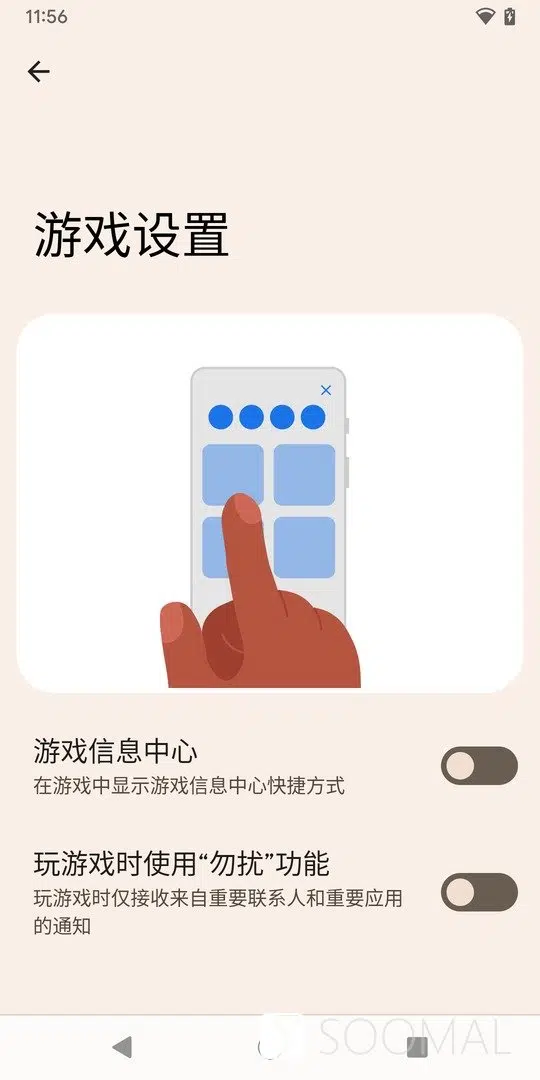 11:56
游戏设置
游戏信息中心
在游戏中显示游戏信息中心快捷方式
玩游戏时使用“勿扰”功能
玩游戏时仅接收来自重要联系人和重要应用
的通知
SOOMAL